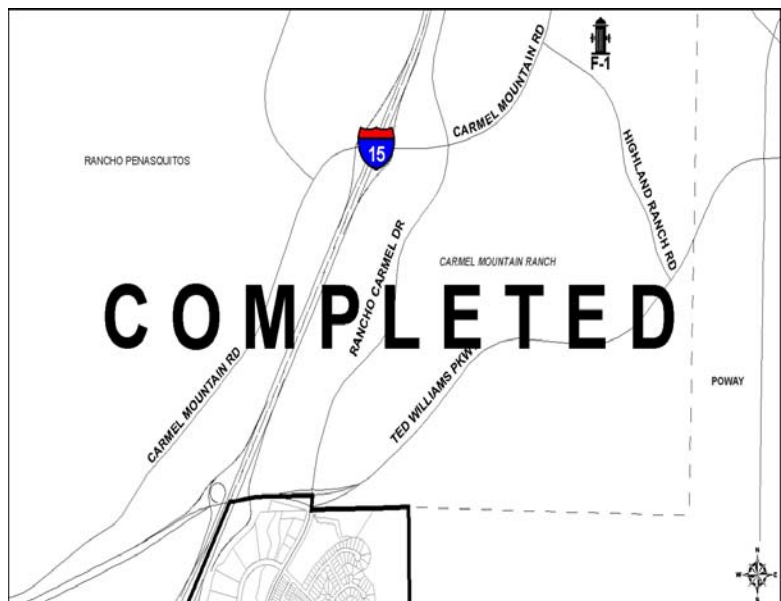 CARMEL MOUNTAIN RD
F-1
15
HIGHLAND RANCH RD
RANCHO PENASQUITOS
RANCHO CARMEL DR
CARMEL MOUNTAIN RANCH
COMPLETED
CARMEL MOUNTAIN RD
TED WILLIAMS PKW
POWAY
N
W
E
S